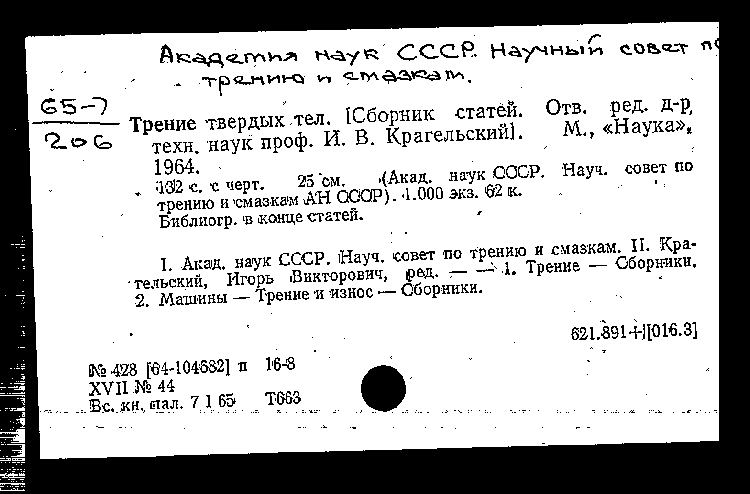 Академия наук СССР. Научный совет по
трению и смазкам.
65-7
206
Трение твердых тел. [Сборник статей. Отв. ред. д-р
техн. наук проф. И. В. Крагельский]. М., «Наука»,
1964.
132 с. с черт. 25 см. (Акад. наук СССР. Науч. совет по
трению и смазкам АН СССР). 1.000 экз. 62 к.
Библиогр. в конце статей.
I. Акад. наук СССР. Науч. совет по трению и смазкам. II. Кра-
гельский, Игорь Викторович, ред. — — 1. Трение — Сборники.
2. Машины — Трение и износ — Сборники.
621.891+[016.3]
№ 428 [64-104682] п 16-8
XVII № 44
Вс. кн. пал. 7 1 65 Т663